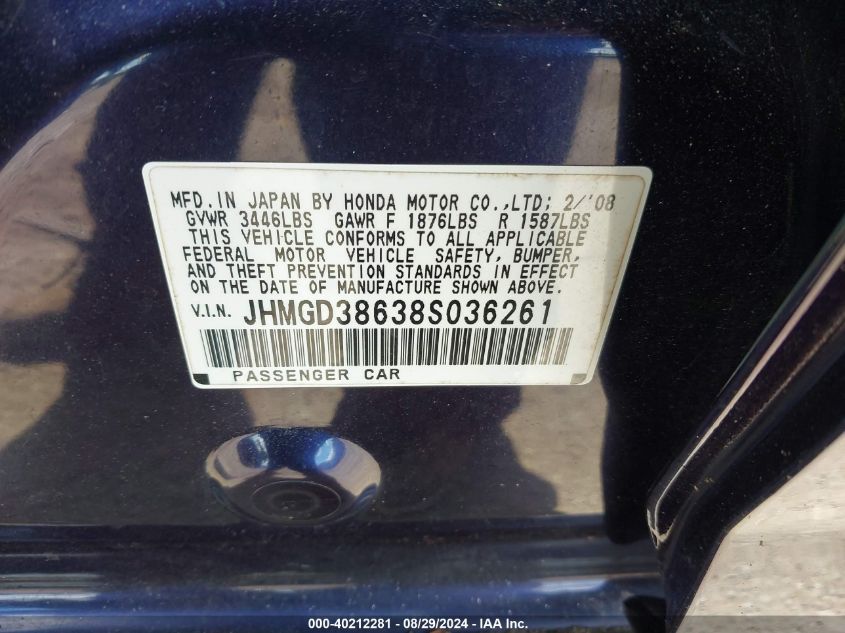 MFD. IN JAPAN BY HONDA MOTOR CO.,LTD; 2/'08
GVWR 3446LBS GAWR F 1876LBS R 1587LBS
THIS VEHICLE CONFORMS TO ALL APPLICABLE
FEDERAL MOTOR VEHICLE SAFETY, BUMPER,
AND THEFT PREVENTION STANDARDS IN EFFECT
ON THE DATE OF MANUFACTURE SHOWN ABOVE.
V.I.N. JHMGD38638S036261
PASSENGER CAR
000-40212281 - 08/29/2024 - IAA Inc.